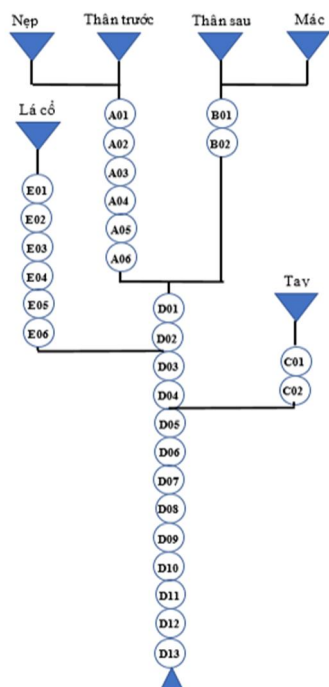 Nẹp
Thân trước
Thân sau
Mác
Lá cổ
A01
A02
A03
A04
A05
A06
B01
B02
E01
E02
E03
E04
E05
E06
D01
D02
D03
D04
Tay
C01
C02
D05
D06
D07
D08
D09
D10
D11
D12
D13